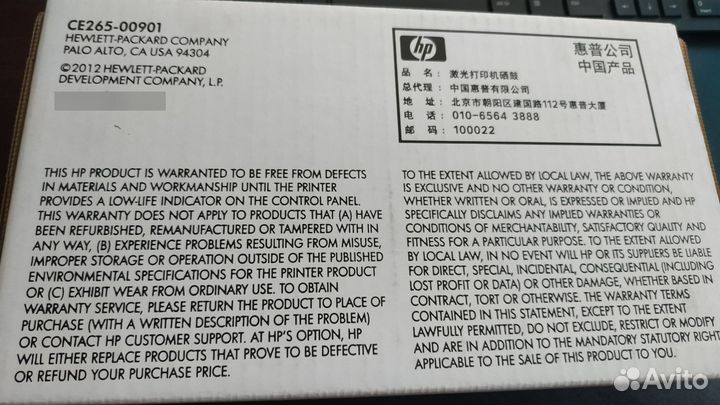 CE265-00901
HEWLETT-PACKARD COMPANY
PALO ALTO, CA USA 94304
©2012 HEWLETT-PACKARD
DEVELOPMENT COMPANY, L.P.
hp
惠普公司
中国产品
品名：激光打印机硒鼓
总代理：中国惠普有限公司
地址：北京市朝阳区建国路112号惠普大厦
电话：010-6564 3888
邮码：100022
THIS HP PRODUCT IS WARRANTED TO BE FREE FROM DEFECTS
IN MATERIALS AND WORKMANSHIP UNTIL THE PRINTER
PROVIDES A LOW-LIFE INDICATOR ON THE CONTROL PANEL.
THIS WARRANTY DOES NOT APPLY TO PRODUCTS THAT (A) HAVE
BEEN REFURBISHED, REMANUFACTURED OR TAMPERED WITH IN
ANY WAY, (B) EXPERIENCE PROBLEMS RESULTING FROM MISUSE,
IMPROPER STORAGE OR OPERATION OUTSIDE OF THE PUBLISHED
ENVIRONMENTAL SPECIFICATIONS FOR THE PRINTER PRODUCT
OR (C) EXHIBIT WEAR FROM ORDINARY USE. TO OBTAIN
WARRANTY SERVICE, PLEASE RETURN THE PRODUCT TO PLACE OF
PURCHASE (WITH A WRITTEN DESCRIPTION OF THE PROBLEM)
OR CONTACT HP CUSTOMER SUPPORT. AT HP'S OPTION, HP
WILL EITHER REPLACE PRODUCTS THAT PROVE TO BE DEFECTIVE
OR REFUND YOUR PURCHASE PRICE.
TO THE EXTENT ALLOWED BY LOCAL LAW, THE ABOVE WARRANTY
IS EXCLUSIVE AND NO OTHER WARRANTY OR CONDITION,
WHETHER WRITTEN OR ORAL, IS EXPRESSED OR IMPLIED AND HP
SPECIFICALLY DISCLAIMS ANY IMPLIED WARRANTIES OR
CONDITIONS OF MERCHANTABILITY, SATISFACTORY QUALITY AND
FITNESS FOR A PARTICULAR PURPOSE. TO THE EXTENT ALLOWED
BY LOCAL LAW, IN NO EVENT WILL HP OR ITS SUPPLIERS BE LIABLE
FOR DIRECT, SPECIAL, INCIDENTAL, CONSEQUENTIAL (INCLUDING
LOST PROFIT OR DATA) OR OTHER DAMAGE, WHETHER BASED IN
CONTRACT, TORT OR OTHERWISE. THE WARRANTY TERMS
CONTAINED IN THIS STATEMENT, EXCEPT TO THE EXTENT
LAWFULLY PERMITTED, DO NOT EXCLUDE, RESTRICT OR MODIFY
AND ARE IN ADDITION TO THE MANDATORY STATUTORY RIGHT
APPLICABLE TO THE SALE OF THIS PRODUCT TO YOU.
Avito